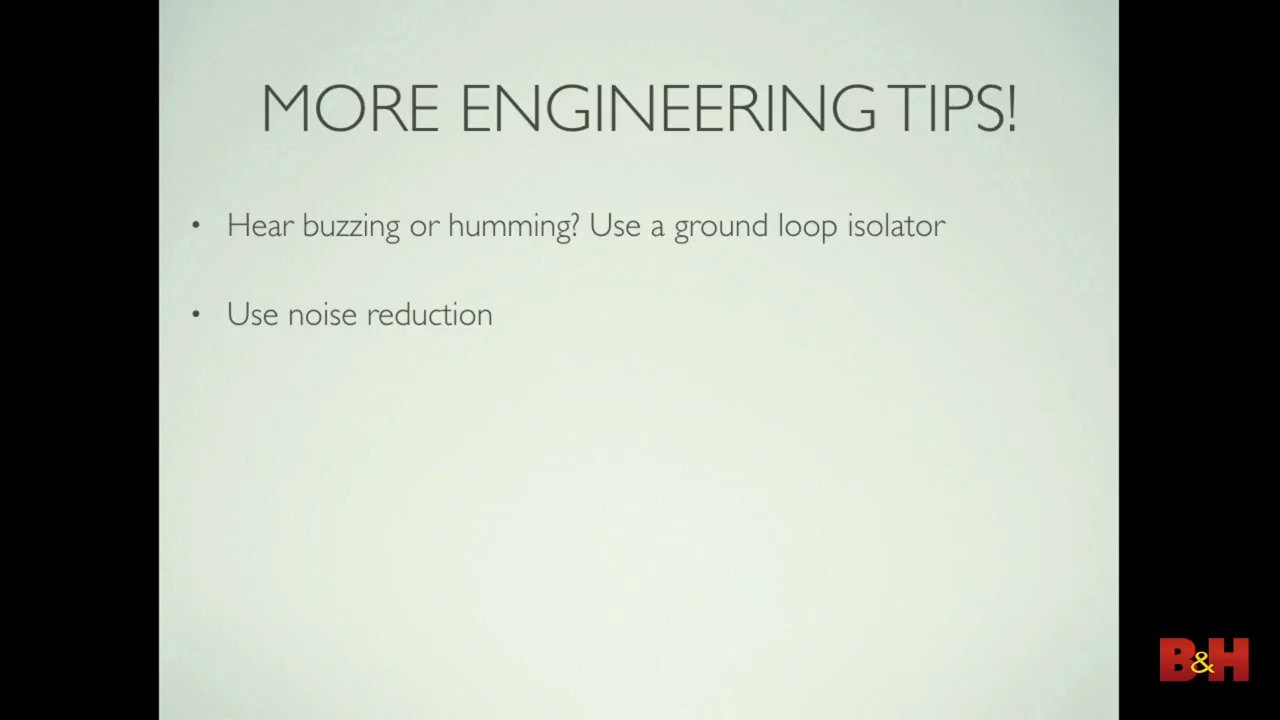 MORE ENGINEERING TIPS!
• Hear buzzing or humming? Use a ground loop isolator
• Use noise reduction
B&H